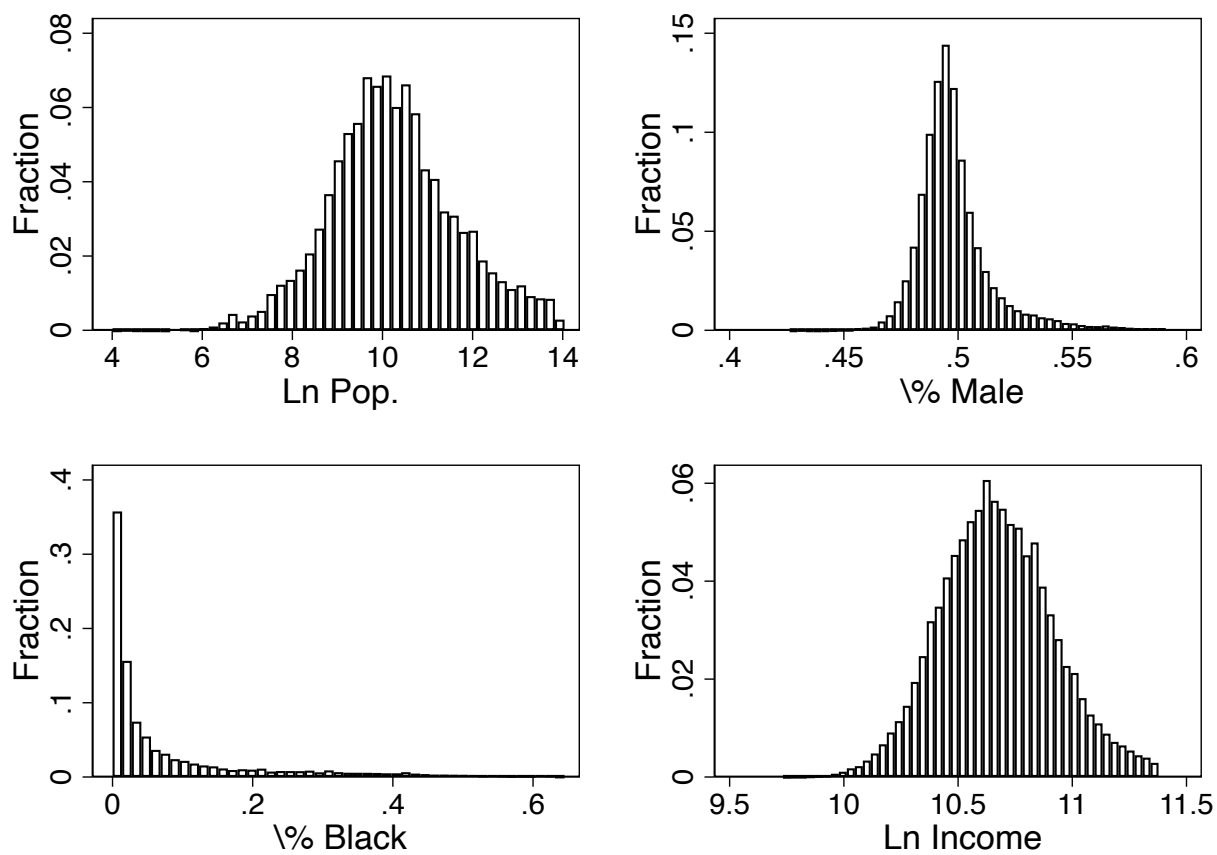 Fraction
0 .02 .04 .06 .08
4 6 8 10 12 14
Ln Pop.
Fraction
0 .05 .1 .15
.4 .45 .5 .55 .6
\% Male
Fraction
0 .1 .2 .3 .4
0 .2 .4 .6
\% Black
Fraction
0 .02 .04 .06
9.5 10 10.5 11 11.5
Ln Income